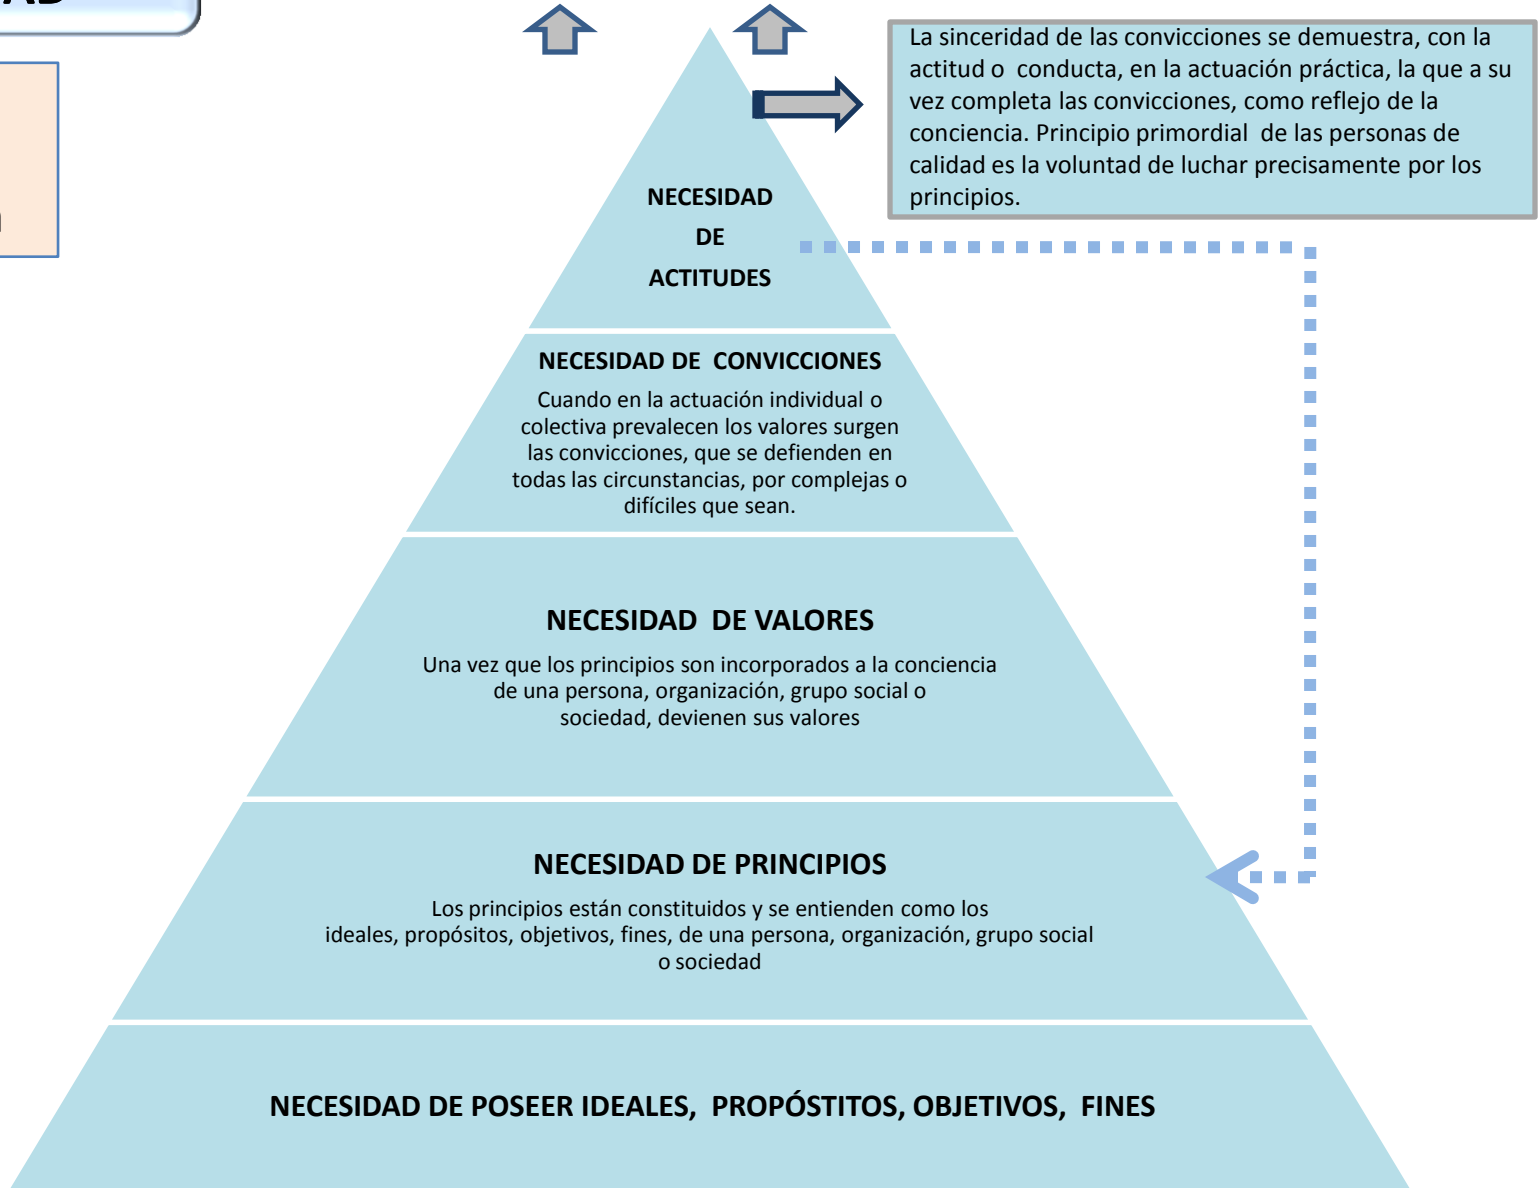 La sinceridad de las convicciones se demuestra, con la
actitud o conducta, en la actuación práctica, la que a su
vez completa las convicciones, como reflejo de la
conciencia. Principio primordial de las personas de
calidad es la voluntad de luchar precisamente por los
principios.
NECESIDAD
DE
ACTITUDES
NECESIDAD DE CONVICCIONES
Cuando en la actuación individual o
colectiva prevalecen los valores surgen
las convicciones, que se defienden en
todas las circunstancias, por complejas o
difíciles que sean.
NECESIDAD DE VALORES
Una vez que los principios son incorporados a la conciencia
de una persona, organización, grupo social o
sociedad, devienen sus valores
NECESIDAD DE PRINCIPIOS
Los principios están constituidos y se entienden como los
ideales, propósitos, objetivos, fines, de una persona, organización, grupo social
o sociedad
NECESIDAD DE POSEER IDEALES, PROPÓSTITOS, OBJETIVOS, FINES